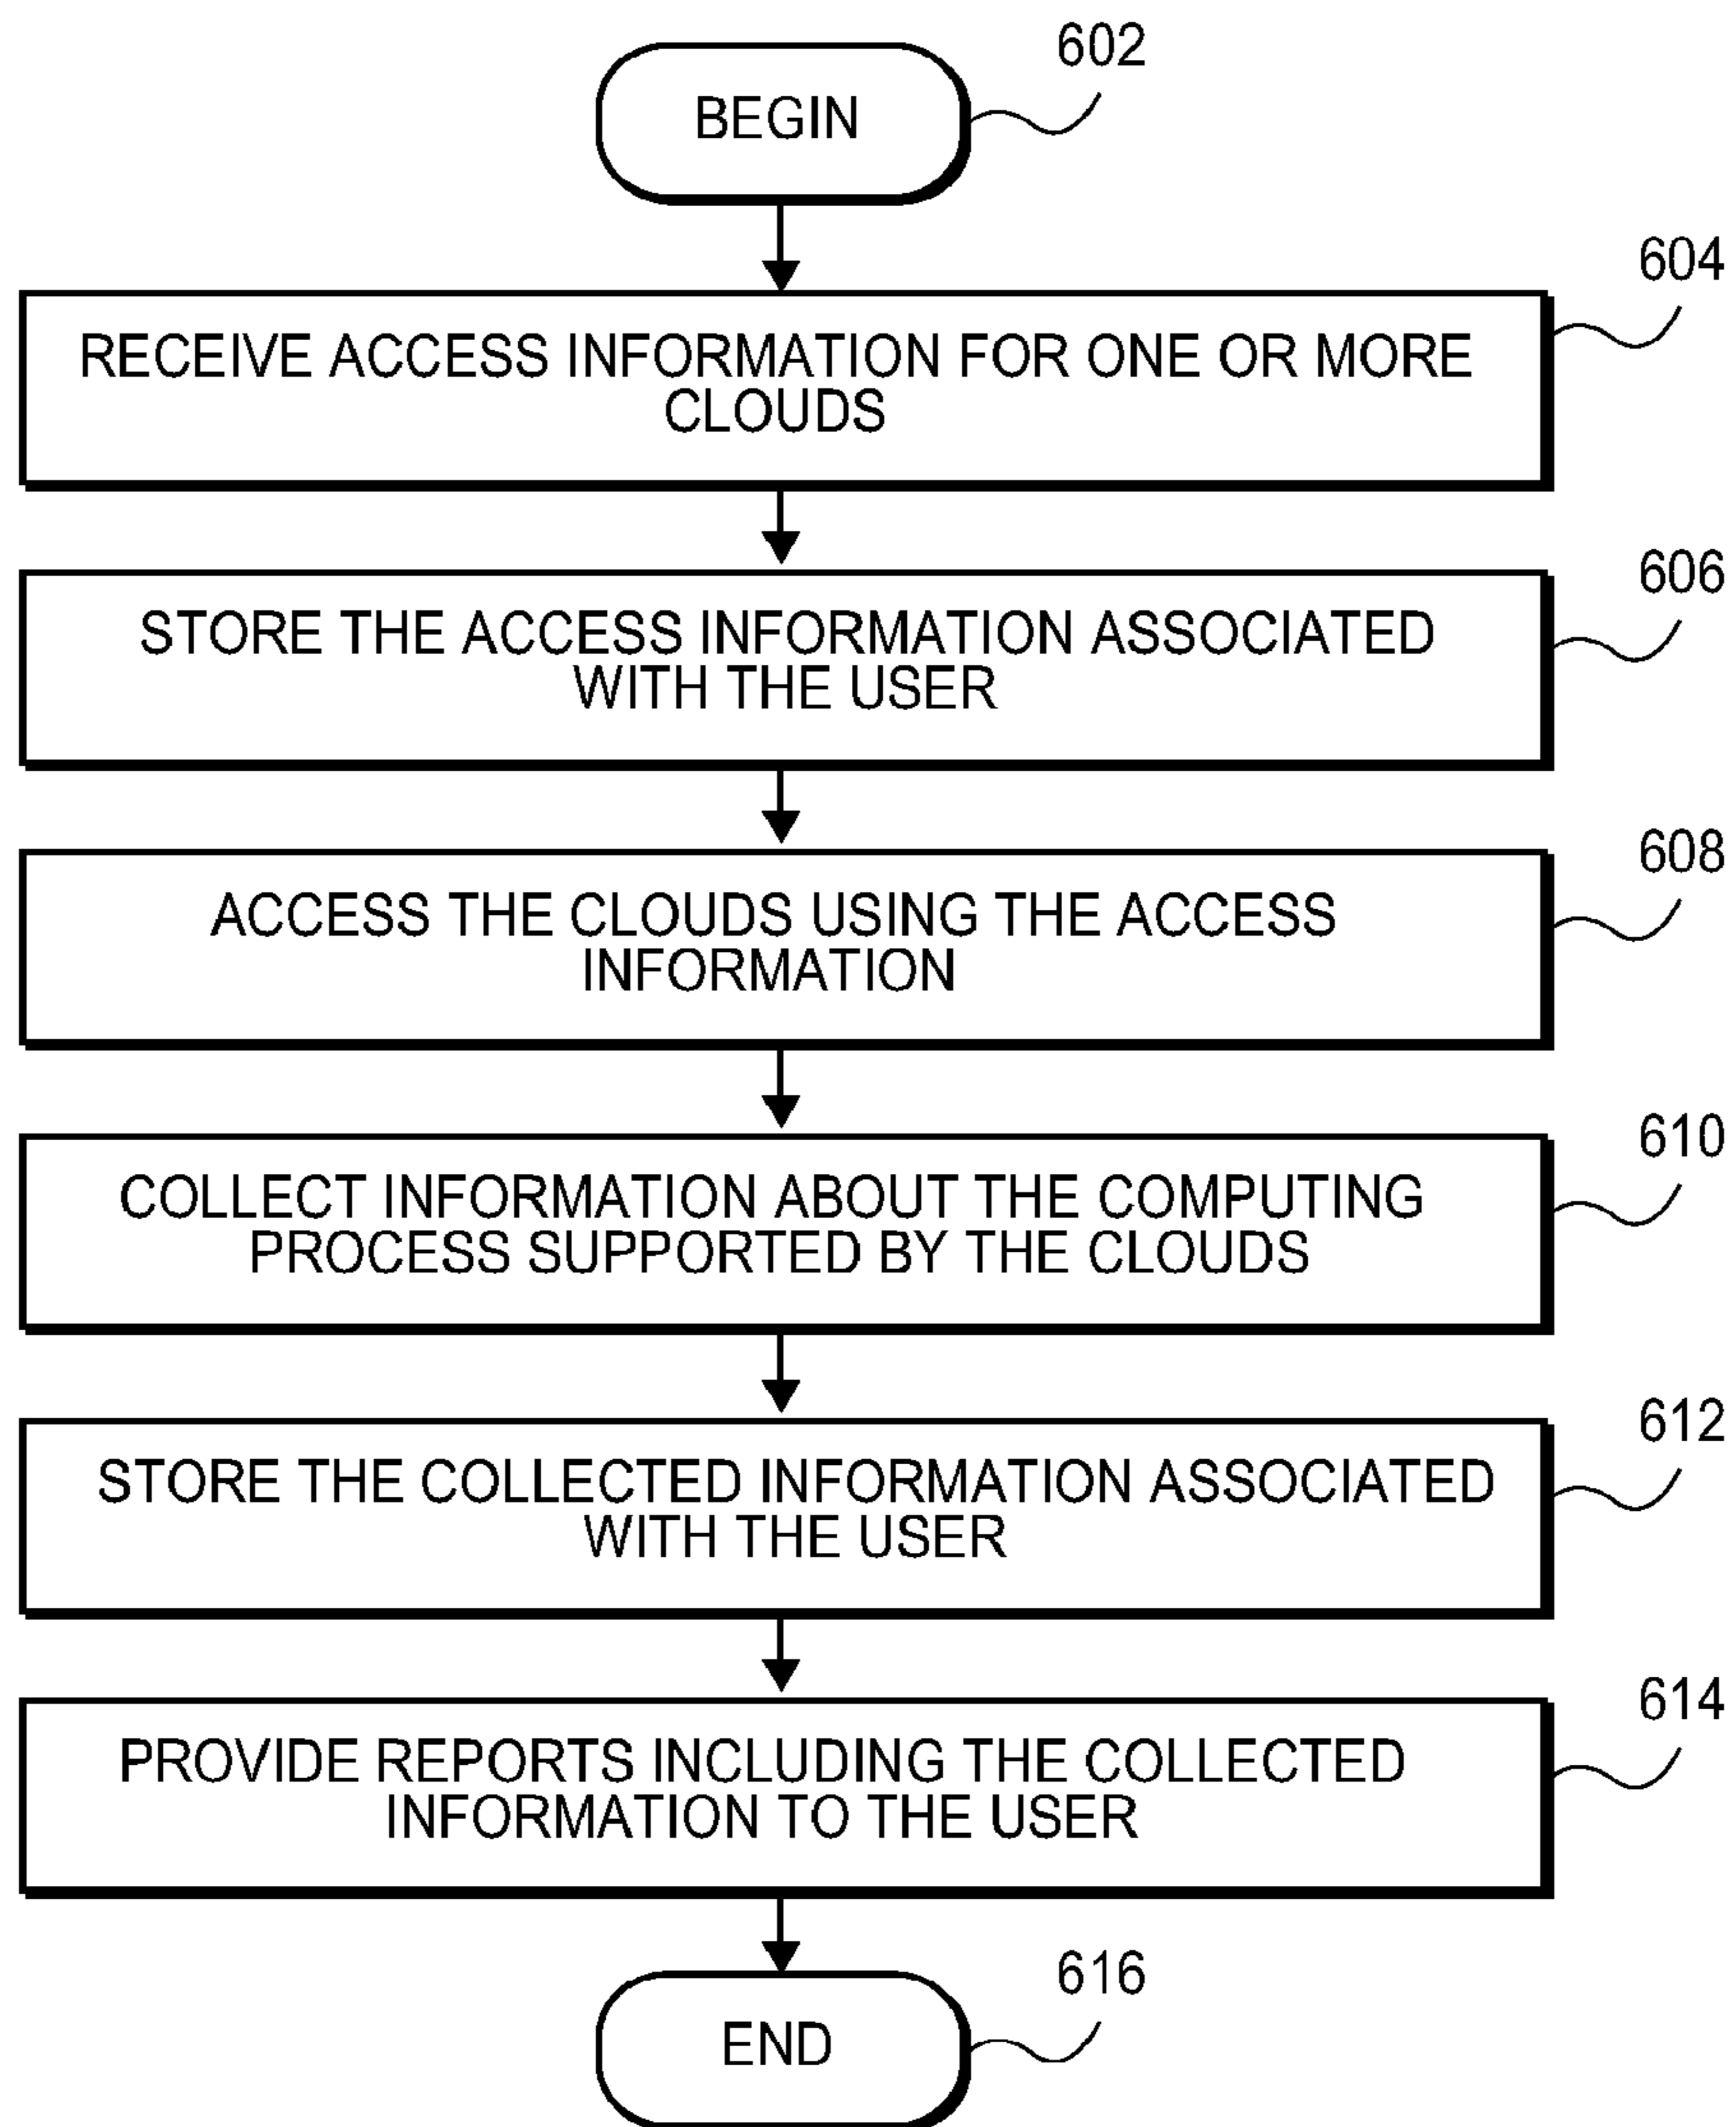 602
BEGIN
604
RECEIVE ACCESS INFORMATION FOR ONE OR MORE
CLOUDS
606
STORE THE ACCESS INFORMATION ASSOCIATED
WITH THE USER
608
ACCESS THE CLOUDS USING THE ACCESS
INFORMATION
610
COLLECT INFORMATION ABOUT THE COMPUTING
PROCESS SUPPORTED BY THE CLOUDS
612
STORE THE COLLECTED INFORMATION ASSOCIATED
WITH THE USER
614
PROVIDE REPORTS INCLUDING THE COLLECTED
INFORMATION TO THE USER
616
END